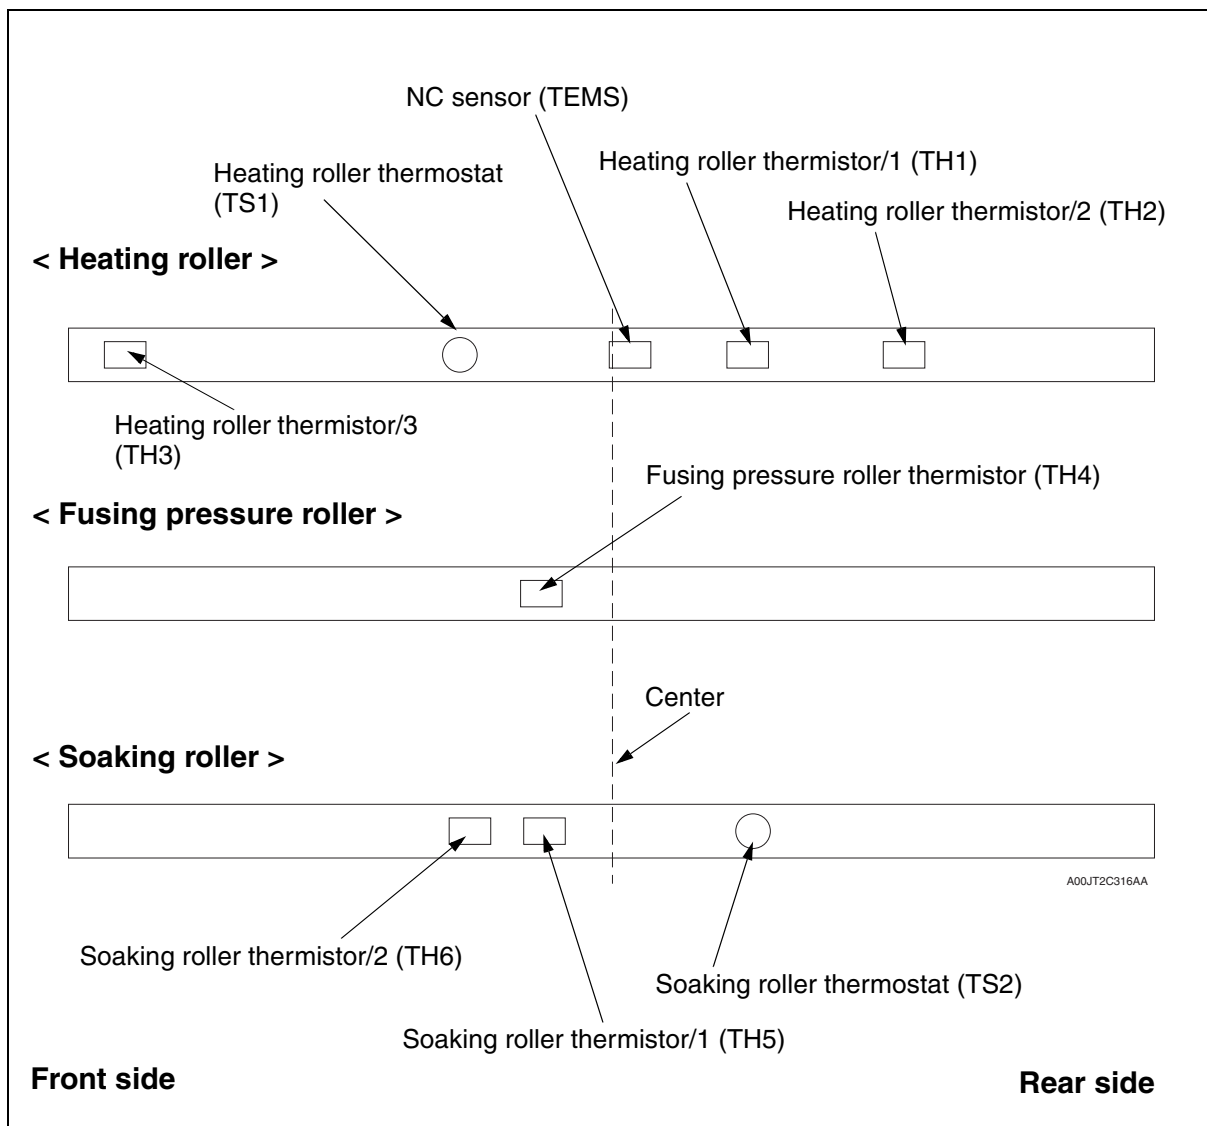 NC sensor (TEMS)
Heating roller thermostat
(TS1)
Heating roller thermistor/1 (TH1)
Heating roller thermistor/2 (TH2)
< Heating roller >
Heating roller thermistor/3
(TH3)
Fusing pressure roller thermistor (TH4)
< Fusing pressure roller >
Center
< Soaking roller >
A00JT2C316AA
Soaking roller thermistor/2 (TH6)
Soaking roller thermostat (TS2)
Soaking roller thermistor/1 (TH5)
Front side
Rear side